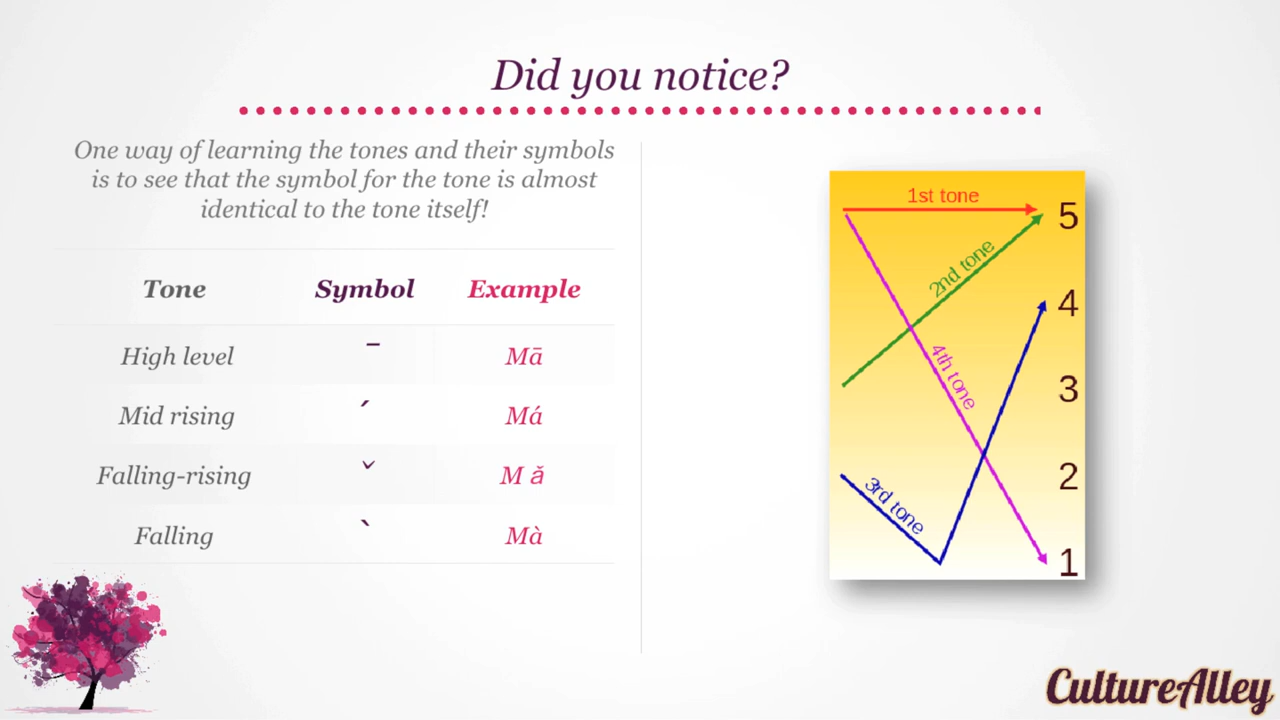 Did you notice?
One way of learning the tones and their symbols
is to see that the symbol for the tone is almost
identical to the tone itself!
Tone Symbol Example
High level ˉ Mā
Mid rising ˊ Má
Falling-rising ˇ M ă
Falling ˋ Mà
1st tone
2nd tone
4th tone
3rd tone
5
4
3
2
1
CultureAlley